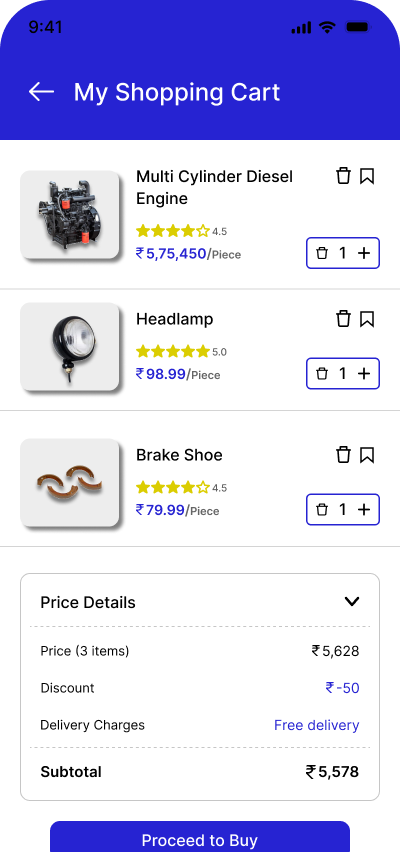 9:41
My Shopping Cart
Multi Cylinder Diesel
Engine
4.5
₹5,75,450/Piece
1
Headlamp
5.0
₹98.99/Piece
1
Brake Shoe
4.5
₹79.99/Piece
1
Price Details
Price (3 items) ₹5,628
Discount ₹-50
Delivery Charges Free delivery
Subtotal ₹5,578
Proceed to Buy